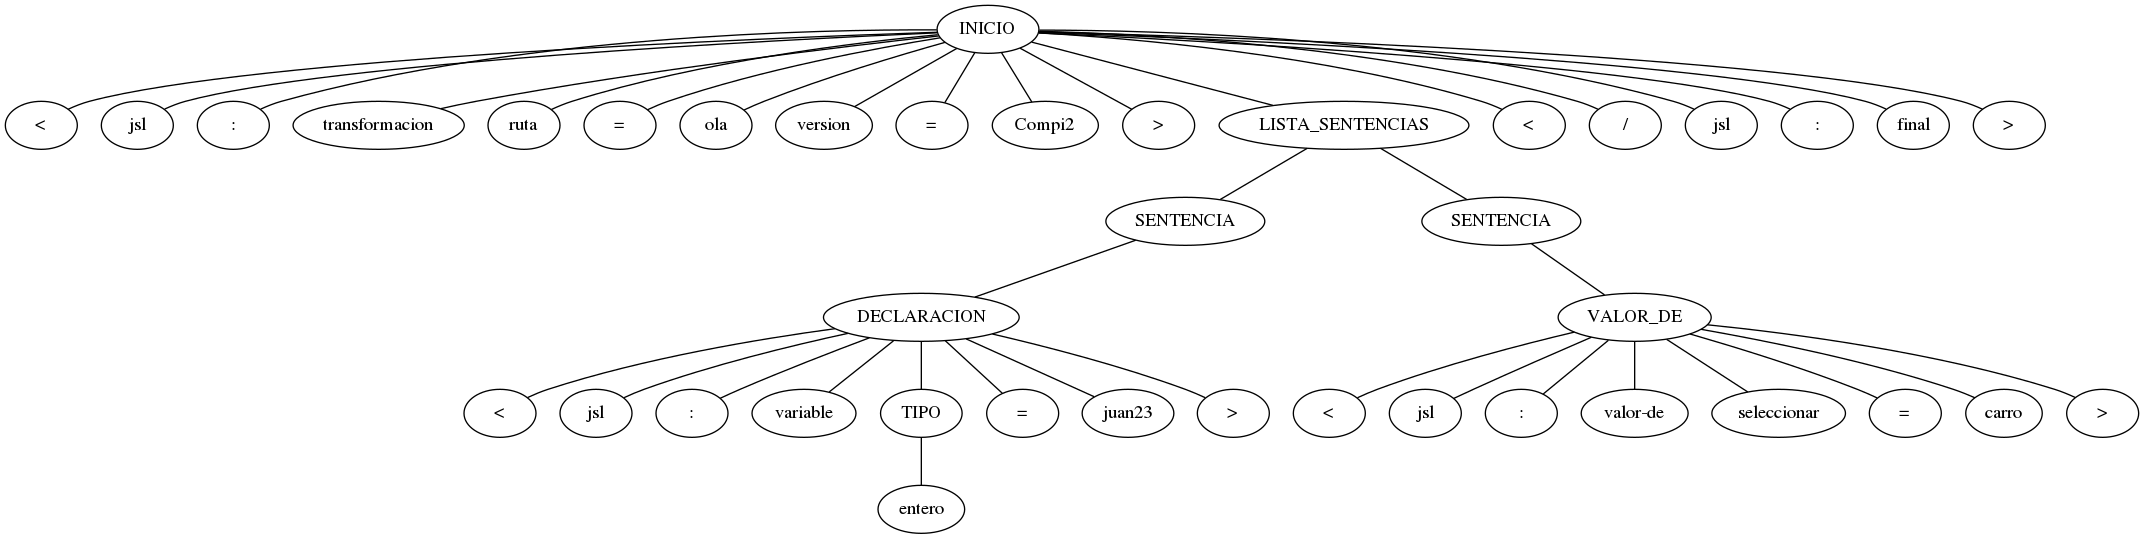 INICIO
< jsl : transformacion ruta = ola version = Compi2 > LISTA_SENTENCIAS < / jsl : final >
SENTENCIA SENTENCIA
DECLARACION VALOR_DE
< jsl : variable TIPO = juan23 > < jsl : valor-de seleccionar = carro >
entero